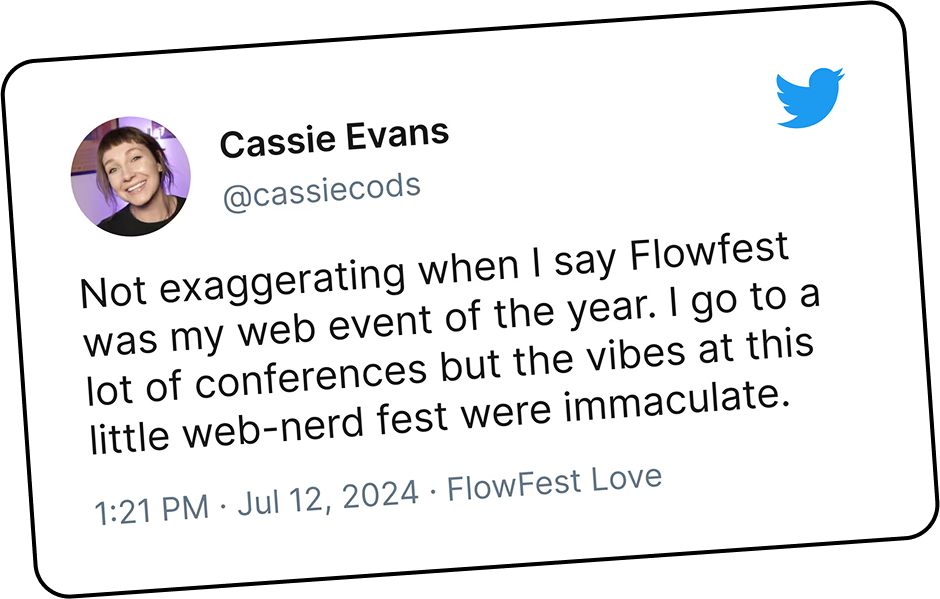 Cassie Evans
@cassiecods
Not exaggerating when I say Flowfest
was my web event of the year. I go to a
lot of conferences but the vibes at this
little web-nerd fest were immaculate.
1:21 PM · Jul 12, 2024 · FlowFest Love